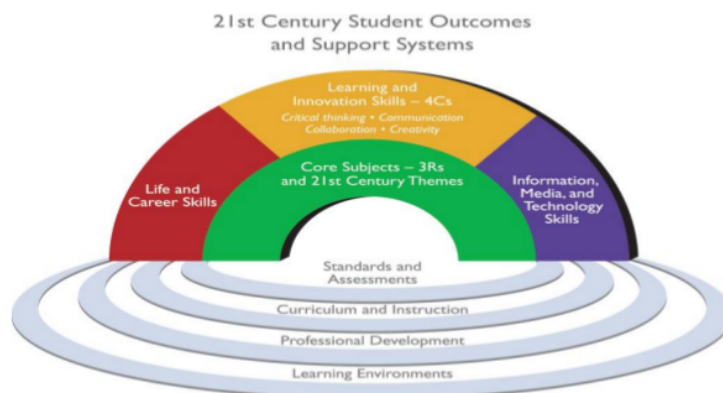 21st Century Student Outcomes
and Support Systems
Learning and
Innovation Skills – 4Cs
Critical thinking • Communication
Collaboration • Creativity
Core Subjects – 3Rs
and 21st Century Themes
Life and
Career Skills
Information,
Media, and
Technology
Skills
Standards and
Assessments
Curriculum and Instruction
Professional Development
Learning Environments